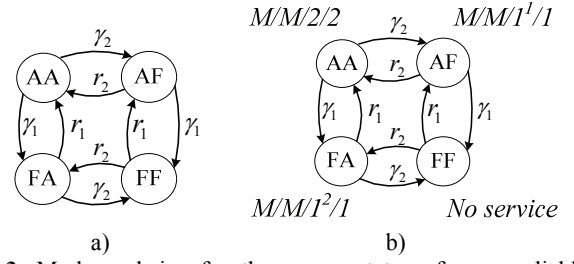 M/M/2/2 M/M/1¹/1
γ₂ γ₂
AA r₂ AF AA r₂ AF
γ₁ r₁ r₁ γ₁ γ₁ r₁ r₁ γ₁
r₂ r₂
FA γ₂ FF FA γ₂ FF
M/M/1²/1 No service
a) b)